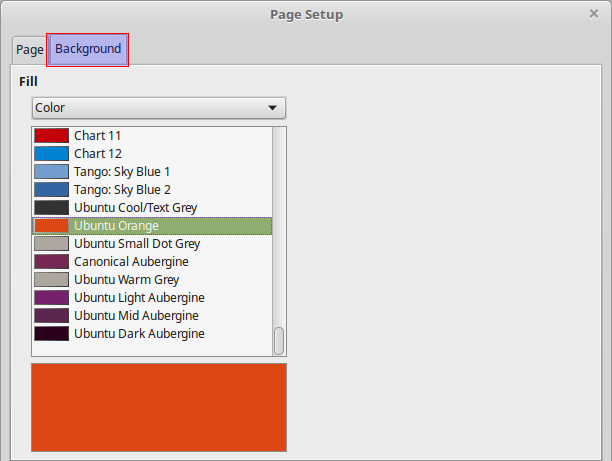 Page Setup
Page
Background
Fill
Color
Chart 11
Chart 12
Tango: Sky Blue 1
Tango: Sky Blue 2
Ubuntu Cool/Text Grey
Ubuntu Orange
Ubuntu Small Dot Grey
Canonical Aubergine
Ubuntu Warm Grey
Ubuntu Light Aubergine
Ubuntu Mid Aubergine
Ubuntu Dark Aubergine